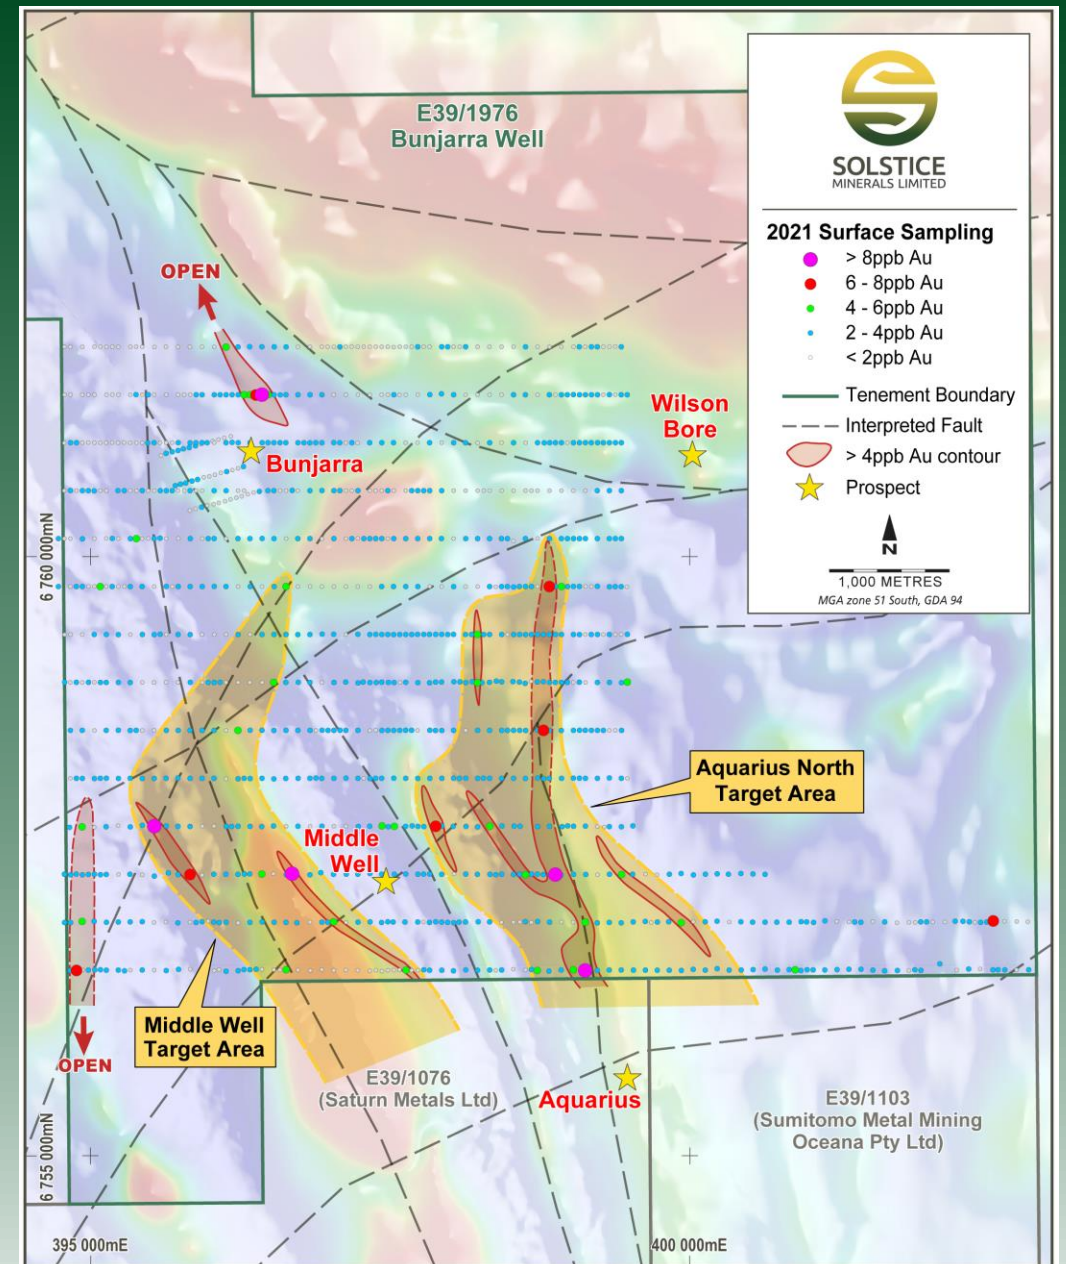 E39/1976
Bunjarra Well
SOLSTICE
MINERALS LIMITED
2021 Surface Sampling
> 8ppb Au
6 - 8ppb Au
4 - 6ppb Au
2 - 4ppb Au
< 2ppb Au
Tenement Boundary
Interpreted Fault
> 4ppb Au contour
Prospect
N
1,000 METRES
MGA zone 51 South, GDA 94
OPEN
Wilson
Bore
Bunjarra
6 760 000mN
Aquarius North
Target Area
Middle
Well
Middle Well
Target Area
OPEN
E39/1076
(Saturn Metals Ltd)
Aquarius
E39/1103
(Sumitomo Metal Mining
Oceana Pty Ltd)
6 755 000mN
395 000mE
400 000mE